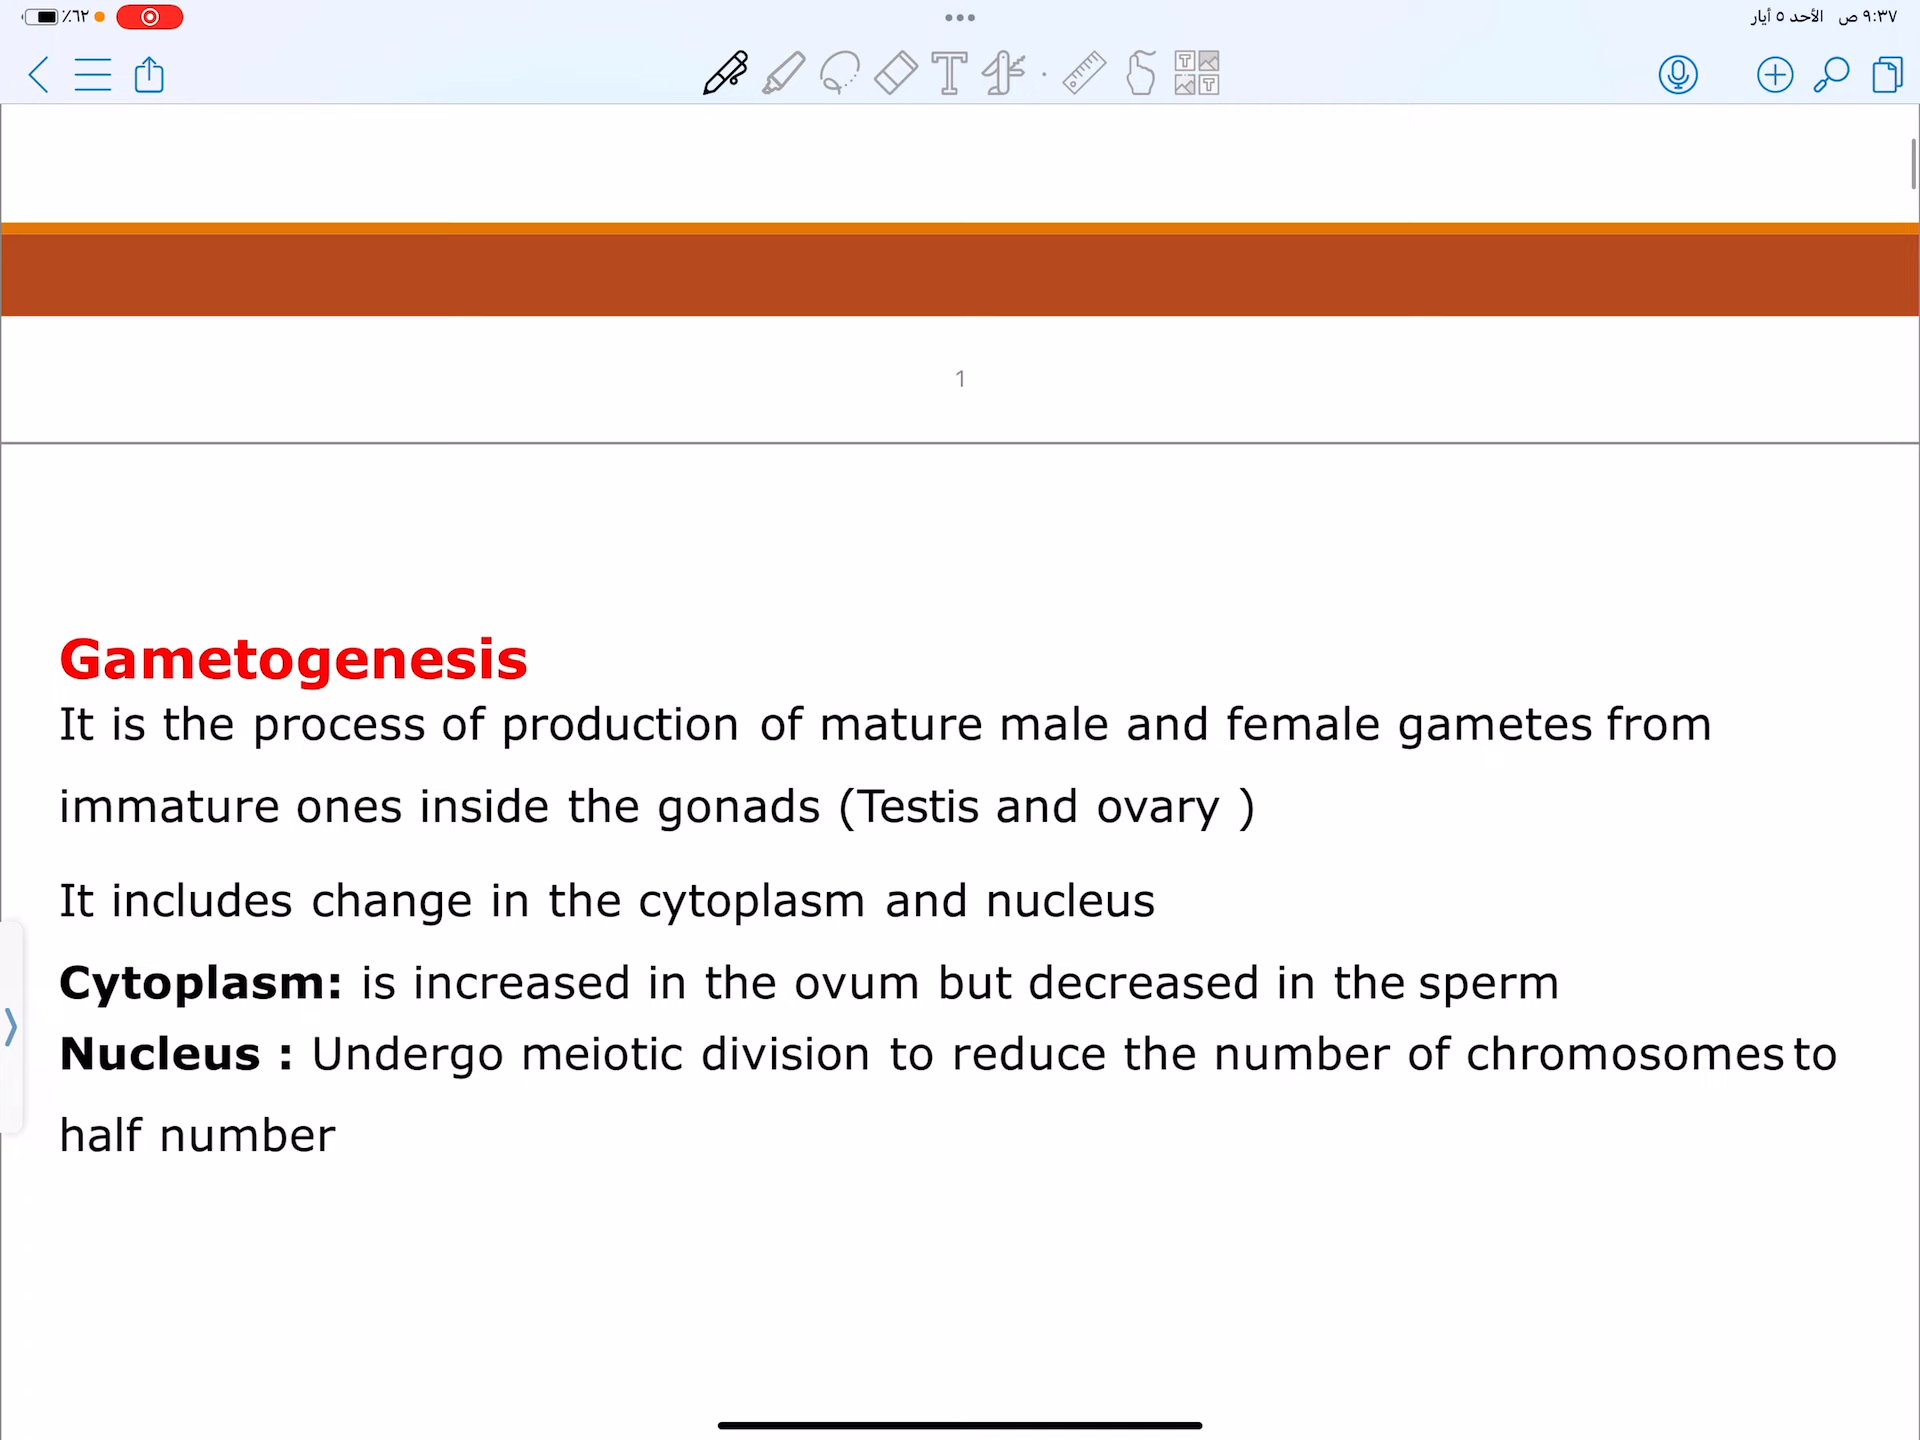 ٪٦٢
٩:٣٧ ص الأحد ٥ أيار
1
Gametogenesis
It is the process of production of mature male and female gametes from
immature ones inside the gonads (Testis and ovary )
It includes change in the cytoplasm and nucleus
Cytoplasm: is increased in the ovum but decreased in the sperm
Nucleus : Undergo meiotic division to reduce the number of chromosomes to
half number